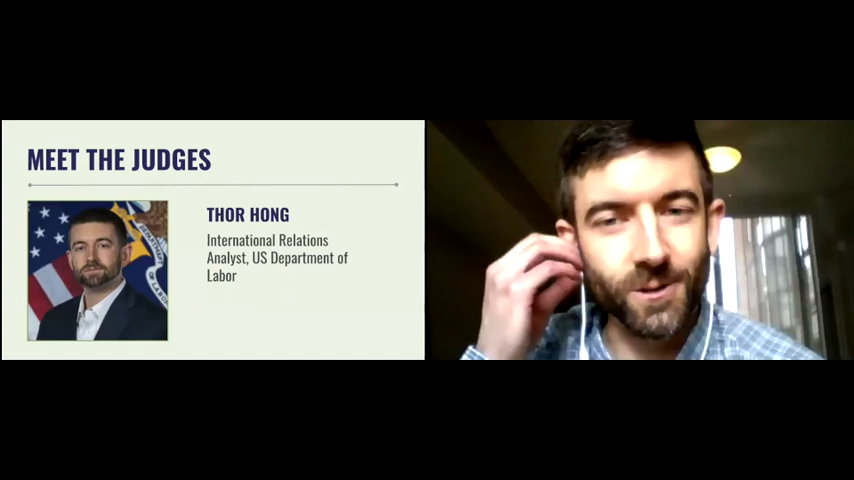 MEET THE JUDGES
THOR HONG
International Relations
Analyst, US Department of
Labor